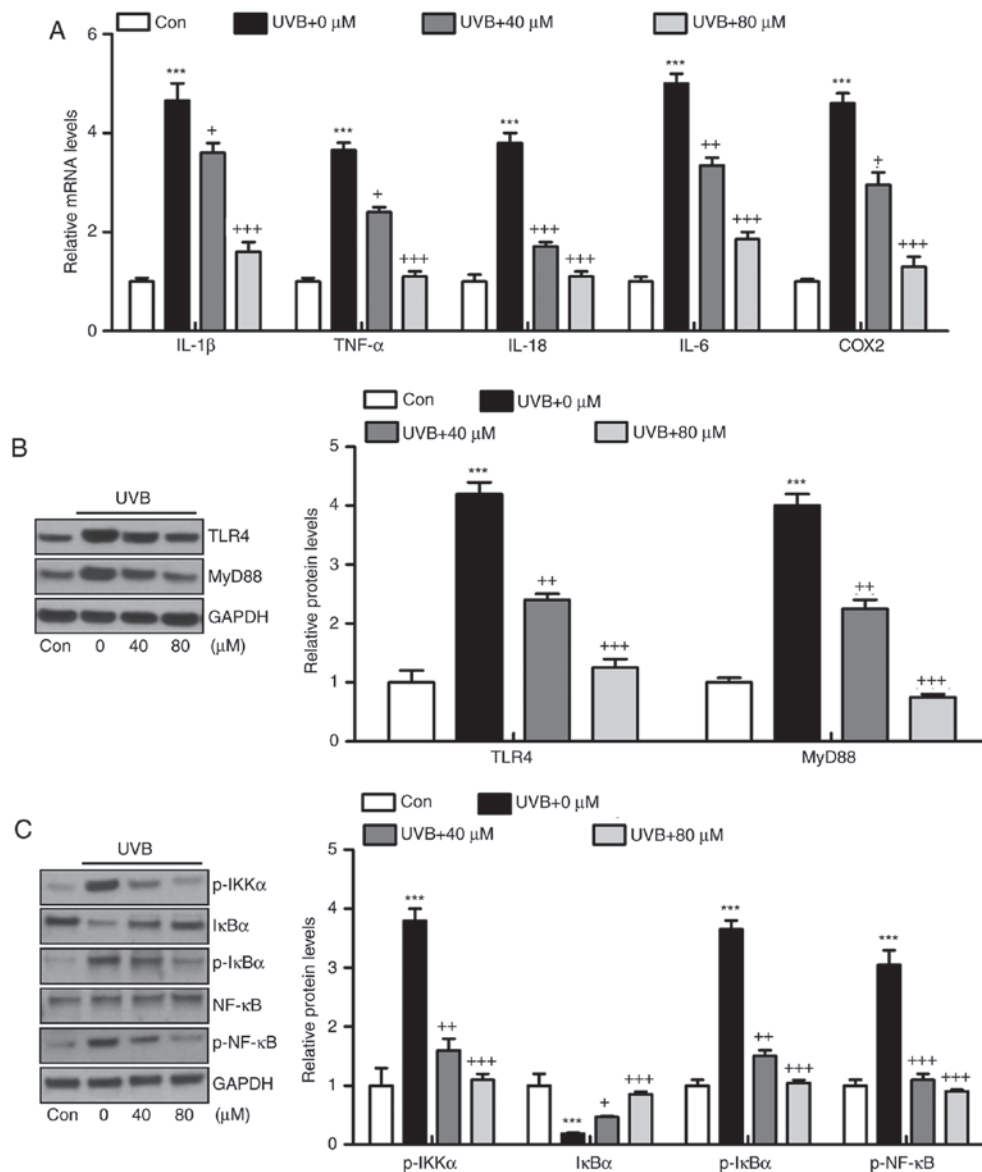 A
Con UVB+0 μM UVB+40 μM UVB+80 μM
Relative mRNA levels
6
4
2
0
*** + +++
*** + +++
*** +++ +++
*** ++ +++
*** + +++
IL-1β TNF-α IL-18 IL-6 COX2
B
UVB
TLR4
MyD88
GAPDH
Con 0 40 80 (μM)
Con UVB+0 μM
UVB+40 μM UVB+80 μM
Relative protein levels
5
4
3
2
1
0
*** ++ +++
*** ++ +++
TLR4 MyD88
C
UVB
p-IKKα
IκBα
p-IκBα
NF-κB
p-NF-κB
GAPDH
Con 0 40 80 (μM)
Con UVB+0 μM
UVB+40 μM UVB+80 μM
Relative protein levels
5
4
3
2
1
0
*** ++ +++
*** + +++
*** ++ +++
*** +++ +++
p-IKKα IκBα p-IκBα p-NF-κB